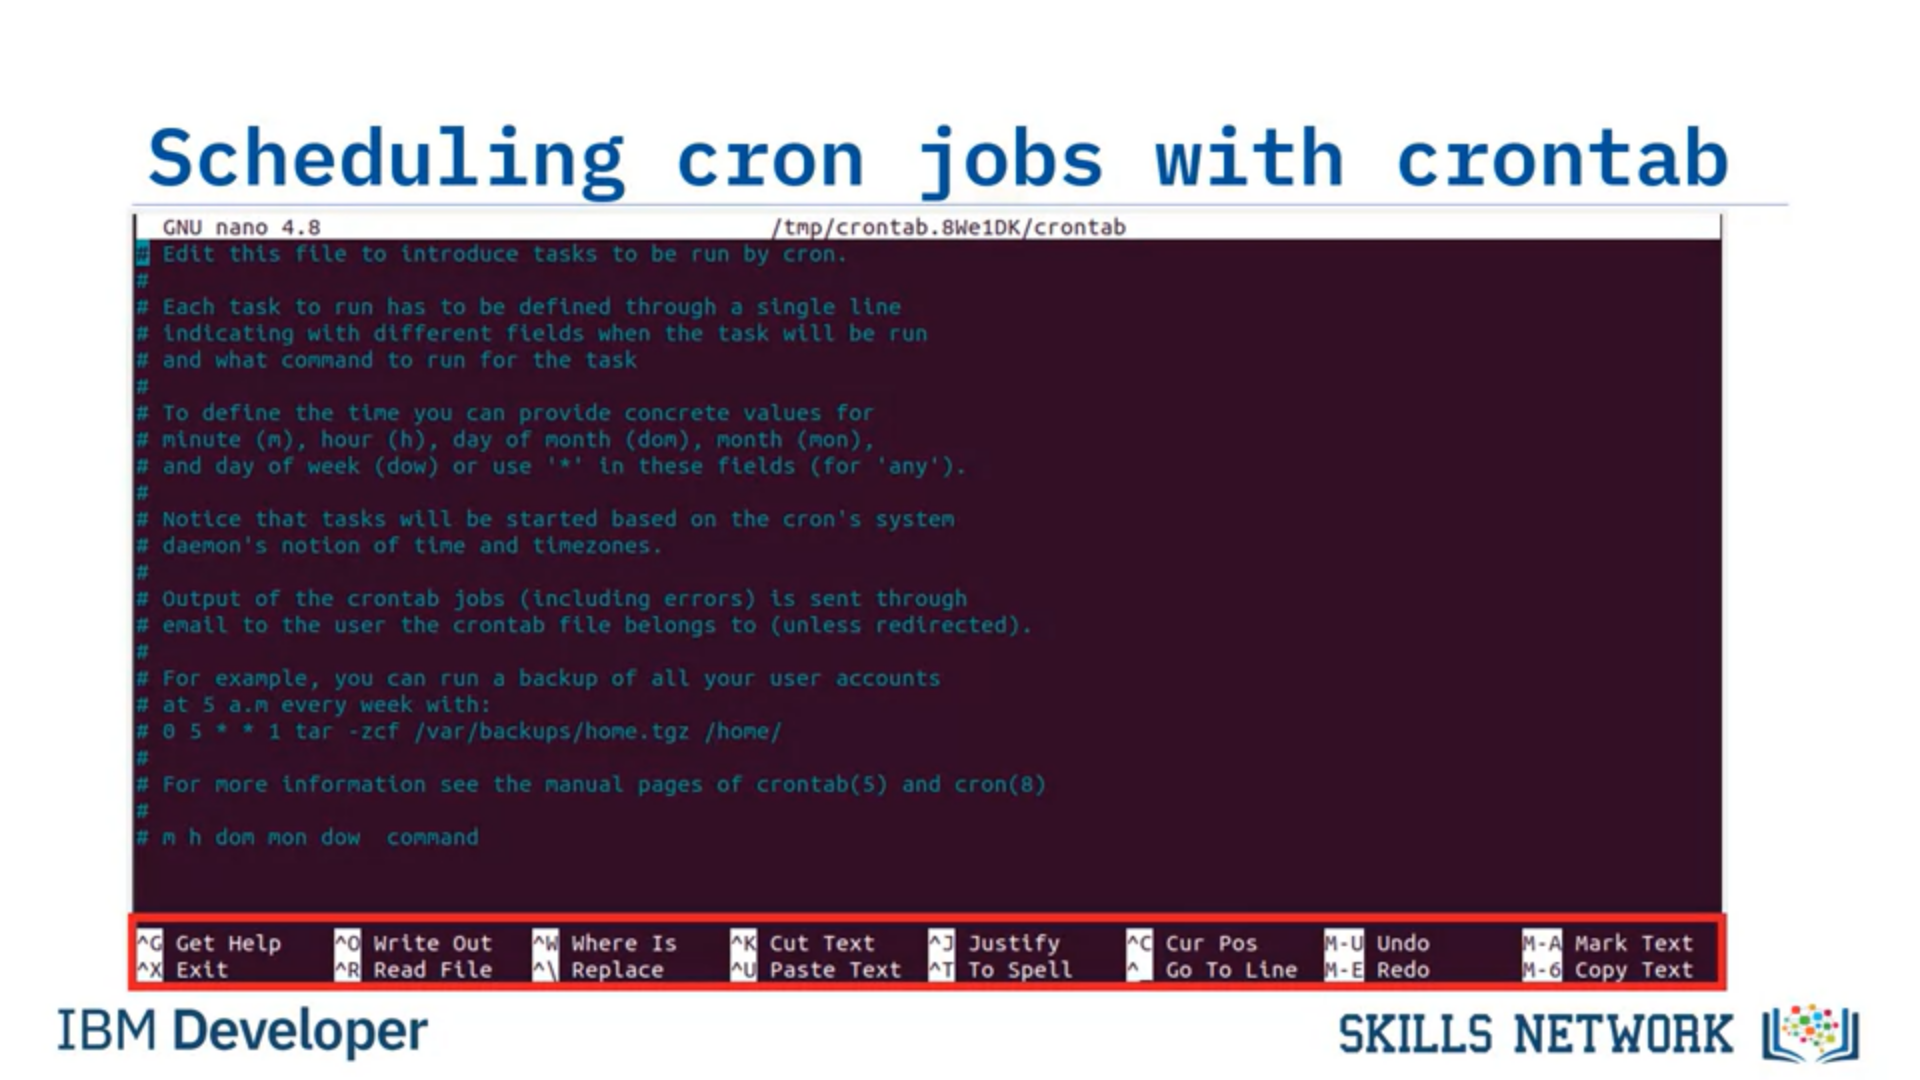 Scheduling cron jobs with crontab
GNU nano 4.8 /tmp/crontab.8We1DK/crontab
# Edit this file to introduce tasks to be run by cron.
#
# Each task to run has to be defined through a single line
# indicating with different fields when the task will be run
# and what command to run for the task
#
# To define the time you can provide concrete values for
# minute (m), hour (h), day of month (dom), month (mon),
# and day of week (dow) or use '*' in these fields (for 'any').
#
# Notice that tasks will be started based on the cron's system
# daemon's notion of time and timezones.
#
# Output of the crontab jobs (including errors) is sent through
# email to the user the crontab file belongs to (unless redirected).
#
# For example, you can run a backup of all your user accounts
# at 5 a.m every week with:
# 0 5 * * 1 tar -zcf /var/backups/home.tgz /home/
#
# For more information see the manual pages of crontab(5) and cron(8)
#
# m h dom mon dow  command
^G Get Help ^O Write Out ^W Where Is ^K Cut Text ^J Justify ^C Cur Pos M-U Undo M-A Mark Text
^X Exit ^R Read File ^\ Replace ^U Paste Text ^T To Spell ^_ Go To Line M-E Redo M-6 Copy Text
IBM Developer
SKILLS NETWORK